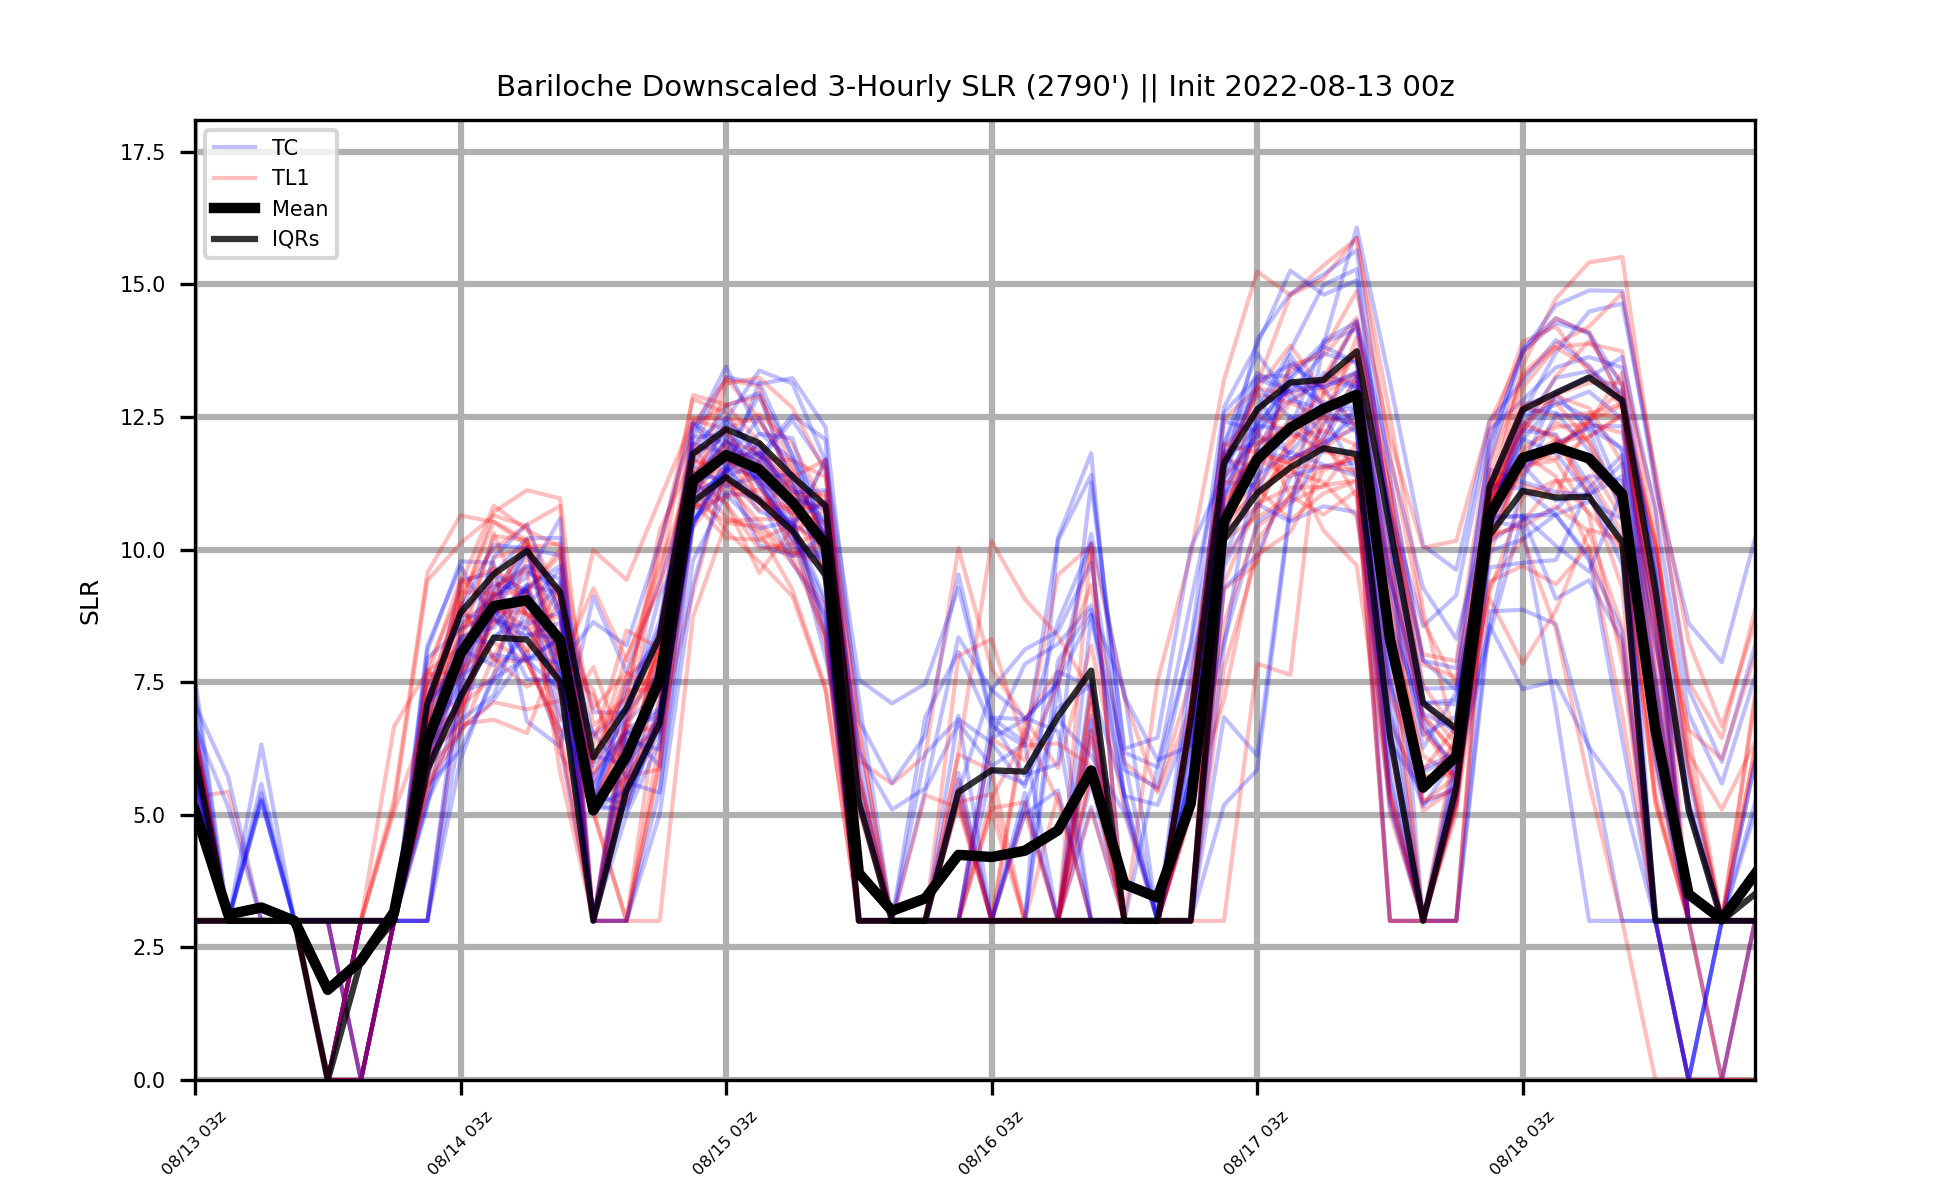 Bariloche Downscaled 3-Hourly SLR (2790') || Init 2022-08-13 00z
TC
TL1
Mean
IQRs
SLR
17.5
15.0
12.5
10.0
7.5
5.0
2.5
0.0
08/13 03z
08/14 03z
08/15 03z
08/16 03z
08/17 03z
08/18 03z